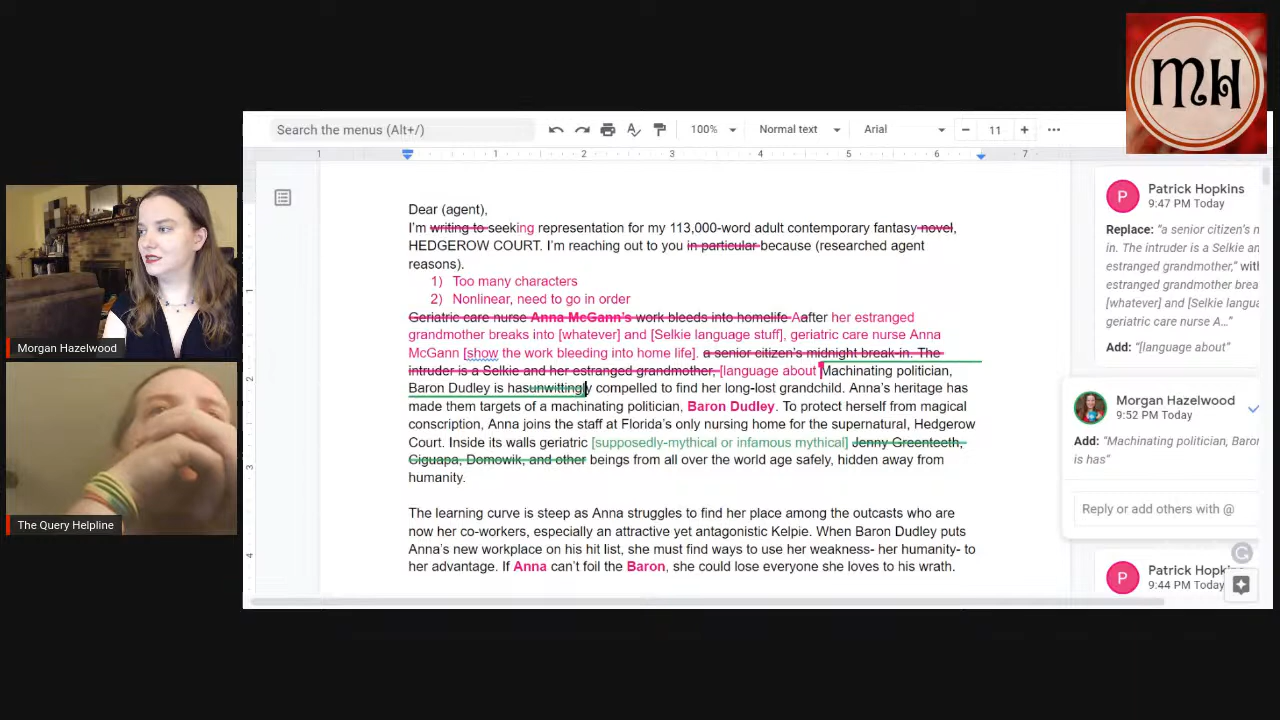 MH
Search the menus (Alt+/)
100%
Normal text
Arial
11
1 1 2 3 4 5 6 7
Dear (agent),
I'm writing to seeking representation for my 113,000-word adult contemporary fantasy novel,
HEDGEROW COURT. I'm reaching out to you in particular because (researched agent
reasons).
1) Too many characters
2) Nonlinear, need to go in order
Geriatric care nurse Anna McGann's work bleeds into homelife Aafter her estranged
grandmother breaks into [whatever] and [Selkie language stuff], geriatric care nurse Anna
McGann [show the work bleeding into home life]. a senior citizen's midnight break-in. The
intruder is a Selkie and her estranged grandmother, [language about Machinating politician,
Baron Dudley is hasunwittingly compelled to find her long-lost grandchild. Anna's heritage has
made them targets of a machinating politician, Baron Dudley. To protect herself from magical
conscription, Anna joins the staff at Florida's only nursing home for the supernatural, Hedgerow
Court. Inside its walls geriatric [supposedly-mythical or infamous mythical] Jenny Greenteeth,
Ciguapa, Domowik, and other beings from all over the world age safely, hidden away from
humanity.
The learning curve is steep as Anna struggles to find her place among the outcasts who are
now her co-workers, especially an attractive yet antagonistic Kelpie. When Baron Dudley puts
Anna's new workplace on his hit list, she must find ways to use her weakness- her humanity- to
her advantage. If Anna can't foil the Baron, she could lose everyone she loves to his wrath.
1
2
3
4
P
Patrick Hopkins
9:47 PM Today
Replace: "a senior citizen's n
in. The intruder is a Selkie an
estranged grandmother," with
estranged grandmother brea
[whatever] and [Selkie langua
geriatric care nurse A..."
Add: "[language about"
Morgan Hazelwood
9:52 PM Today
Add: "Machinating politician, Baron
is has"
Reply or add others with @
P
Patrick Hopk
9:44 PM Today
Morgan Hazelwood
The Query Helpline